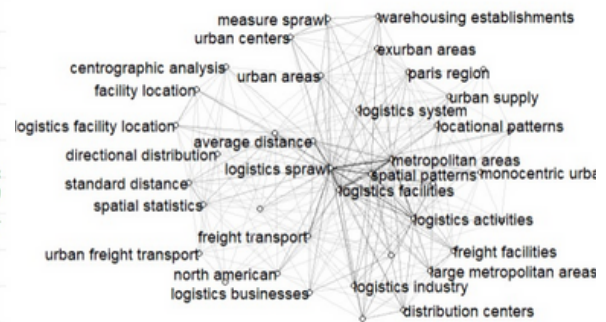 measure sprawl
warehousing establishments
urban centers
exurban areas
centrographic analysis
urban areas
paris region
facility location
urban supply
logistics system
logistics facility location
locational patterns
average distance
directional distribution
metropolitan areas
logistics sprawl
spatial patterns
monocentric urba
standard distance
logistics facilities
spatial statistics
logistics activities
freight transport
urban freight transport
freight facilities
north american
large metropolitan areas
logistics businesses
logistics industry
distribution centers